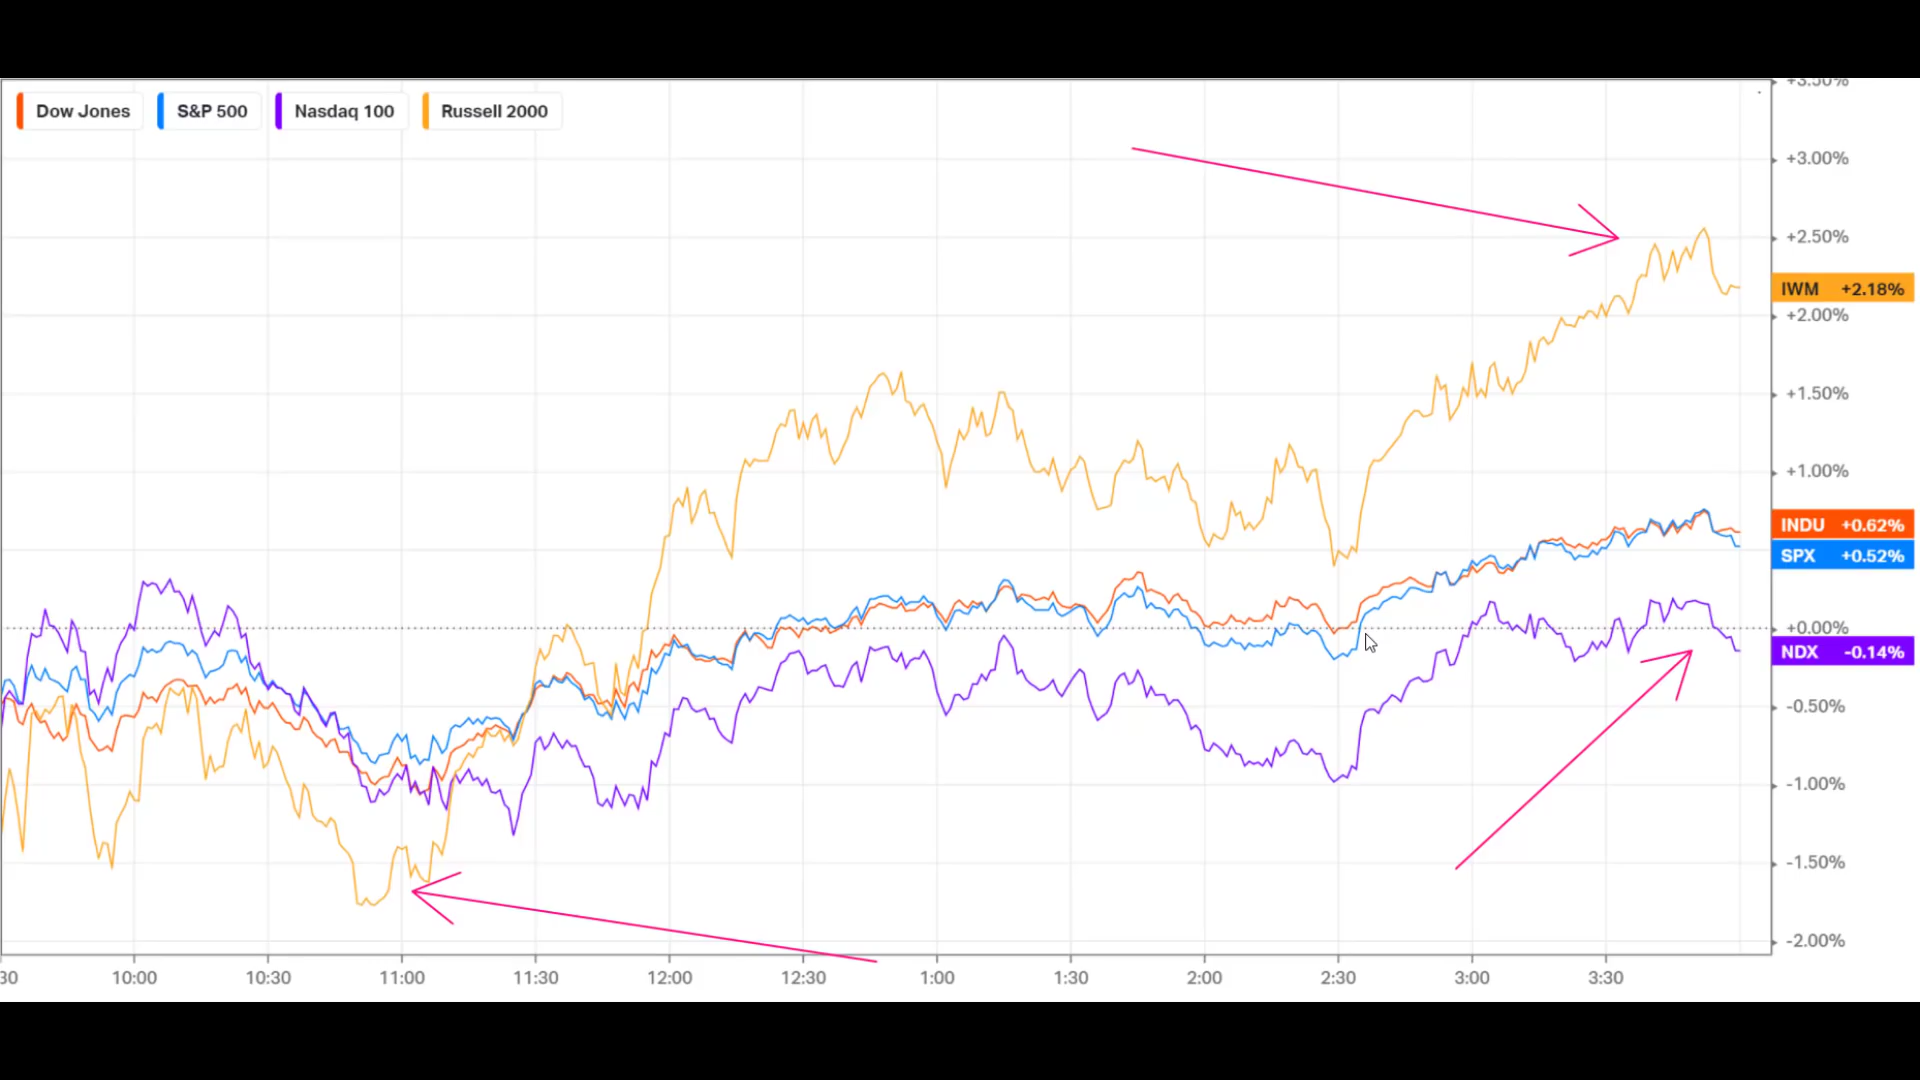 Dow Jones S&P 500 Nasdaq 100 Russell 2000
+3.50%
+3.00%
+2.50%
IWM +2.18%
+2.00%
+1.50%
+1.00%
INDU +0.62%
SPX +0.52%
+0.00%
NDX -0.14%
-0.50%
-1.00%
-1.50%
-2.00%
30 10:00 10:30 11:00 11:30 12:00 12:30 1:00 1:30 2:00 2:30 3:00 3:30